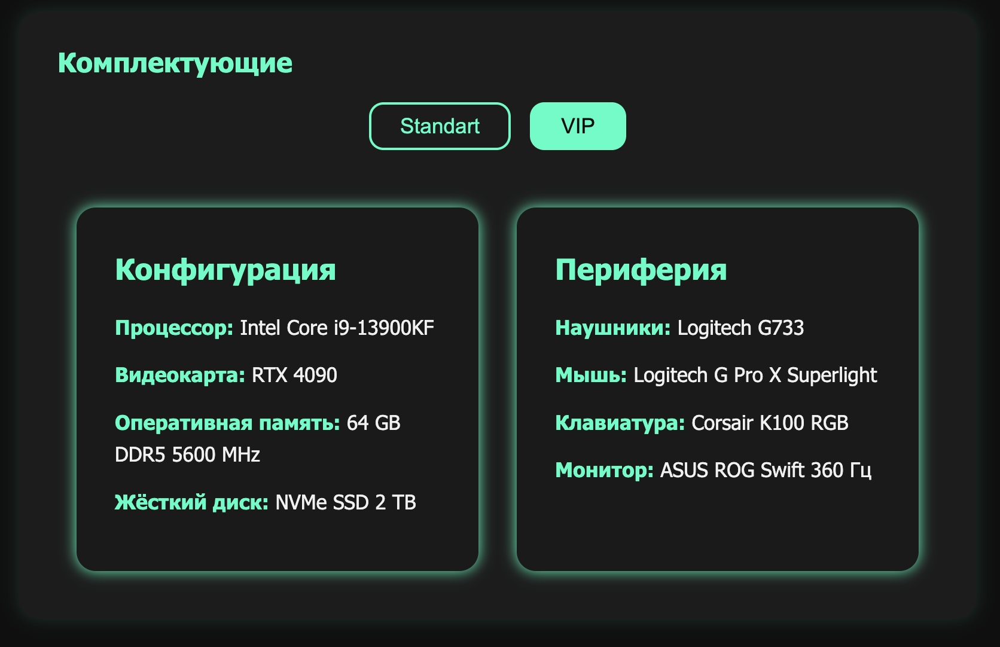 Комплектующие
Standart
VIP
Конфигурация
Процессор: Intel Core i9-13900KF
Видеокарта: RTX 4090
Оперативная память: 64 GB
DDR5 5600 MHz
Жёсткий диск: NVMe SSD 2 TB
Периферия
Наушники: Logitech G733
Мышь: Logitech G Pro X Superlight
Клавиатура: Corsair K100 RGB
Монитор: ASUS ROG Swift 360 Гц